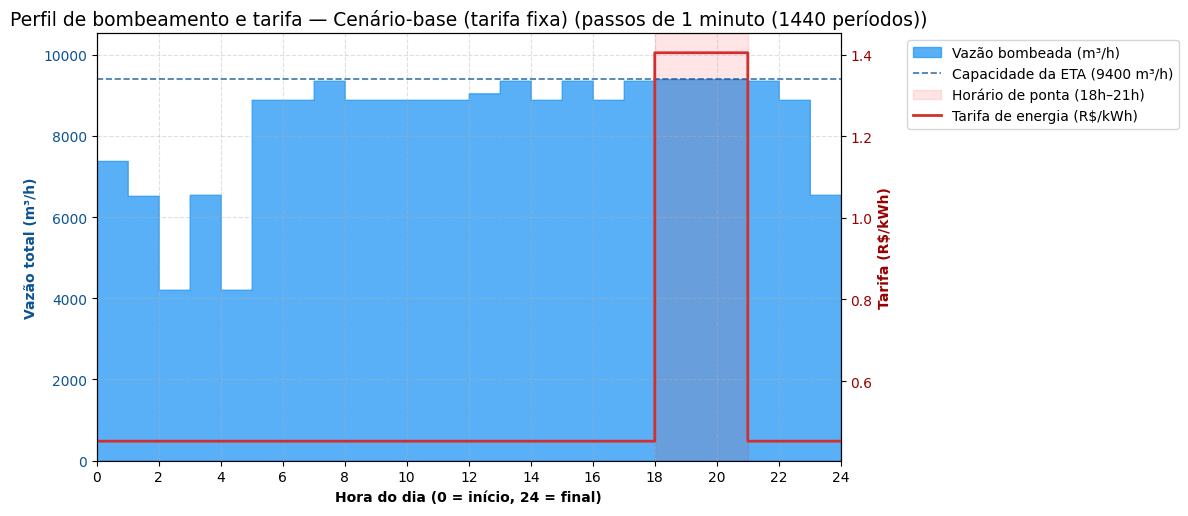 Perfil de bombeamento e tarifa — Cenário-base (tarifa fixa) (passos de 1 minuto (1440 períodos))
Vazão total (m³/h)
10000
8000
6000
4000
2000
0
0 2 4 6 8 10 12 14 16 18 20 22 24
Hora do dia (0 = início, 24 = final)
1.4
1.2
1.0
0.8
0.6
Tarifa (R$/kWh)
Vazão bombeada (m³/h)
Capacidade da ETA (9400 m³/h)
Horário de ponta (18h–21h)
Tarifa de energia (R$/kWh)